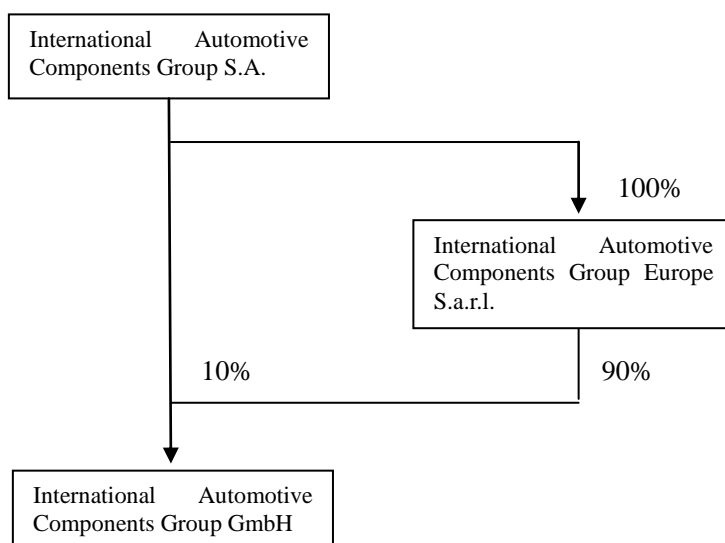 International Automotive
Components Group S.A.
100%
International Automotive
Components Group Europe
S.a.r.l.
10%
90%
International Automotive
Components Group GmbH